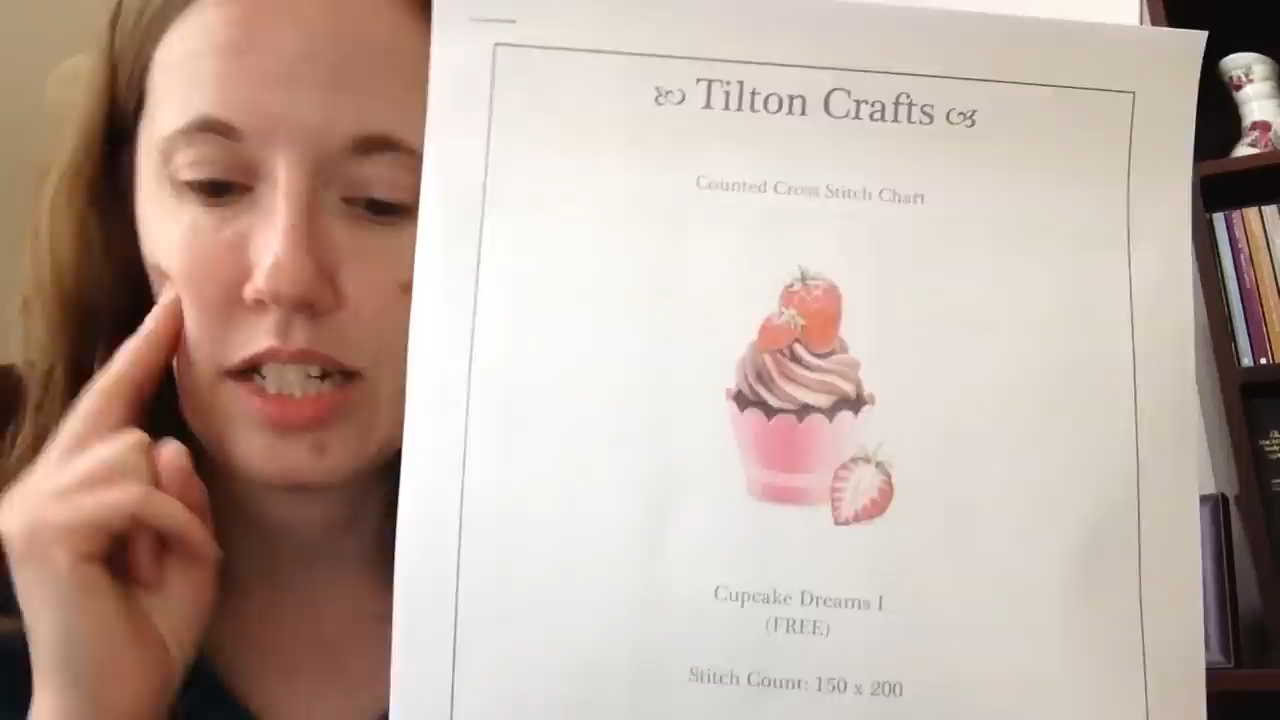 Tilton Crafts
Counted Cross Stitch Chart
Cupcake Dreams I
(FREE)
Stitch Count: 150 x 200